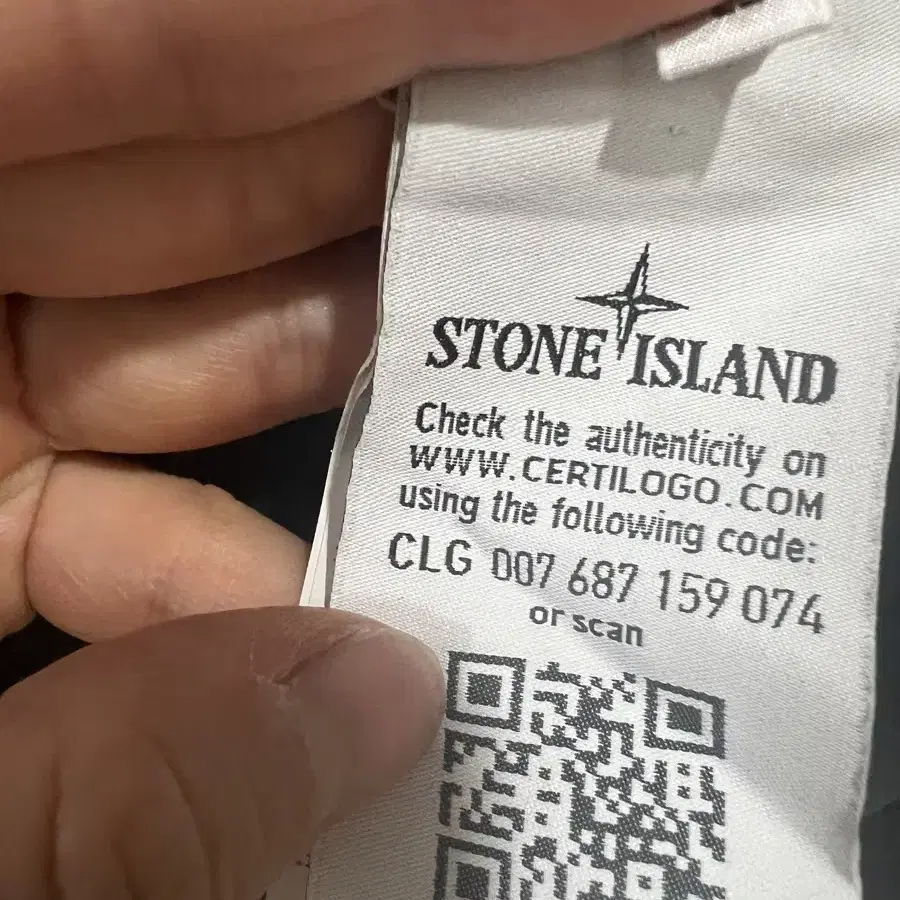 STONE ISLAND
Check the authenticity on
WWW.CERTILOGO.COM
using the following code:
CLG 007 687 159 074
or scan